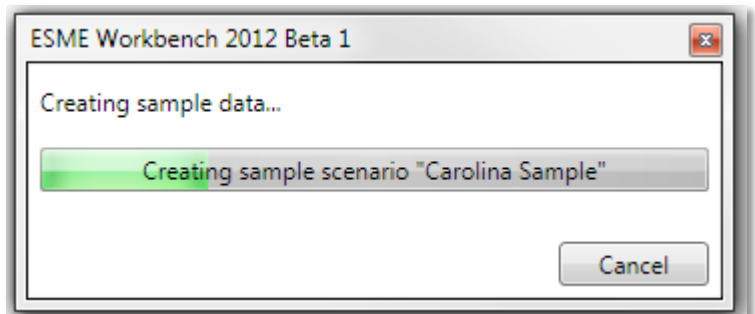 ESME Workbench 2012 Beta 1
Creating sample data...
Creating sample scenario "Carolina Sample"
Cancel